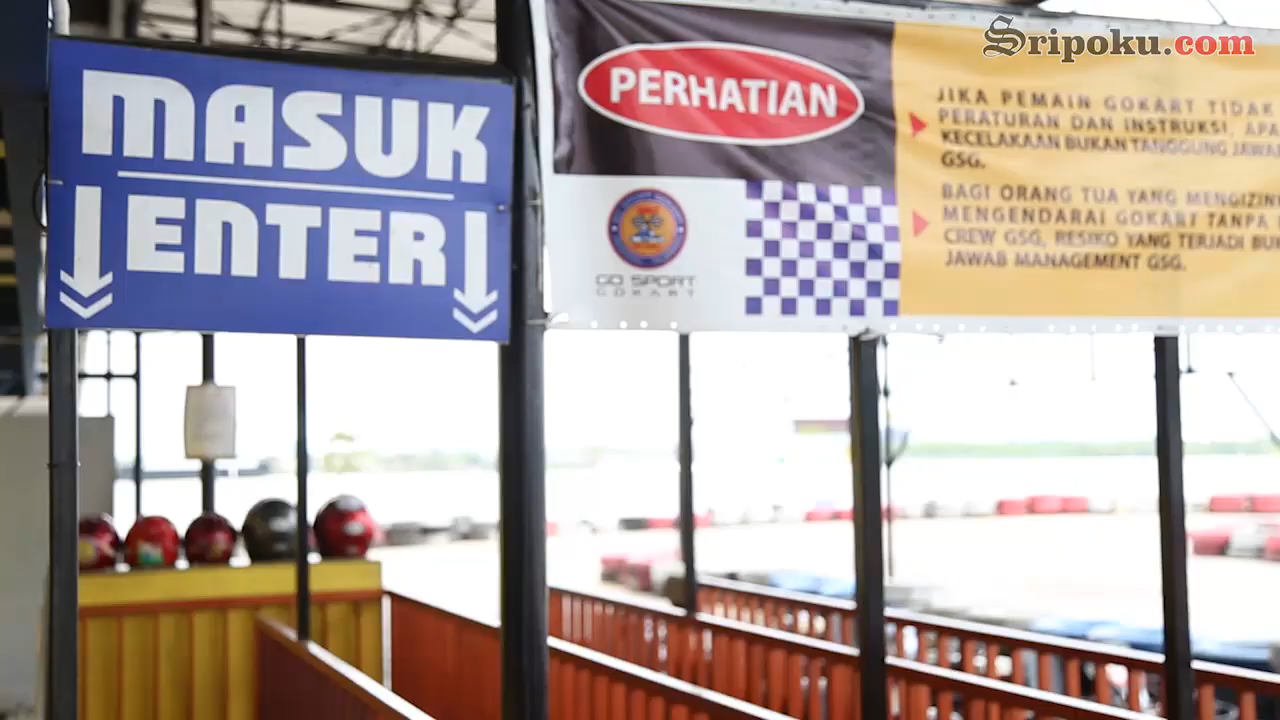 Sripoku.com
MASUK
ENTER
PERHATIAN
GO SPORT
GOKART
JIKA PEMAIN GOKART TIDAK
PERATURAN DAN INSTRUKSI, APA
KECELAKAAN BUKAN TANGGUNG JAWA
GSG.
BAGI ORANG TUA YANG MENGIZIN
MENGENDARAI GOKART TANPA
CREW GSG, RESIKO YANG TERJADI BU
JAWAB MANAGEMENT GSG.